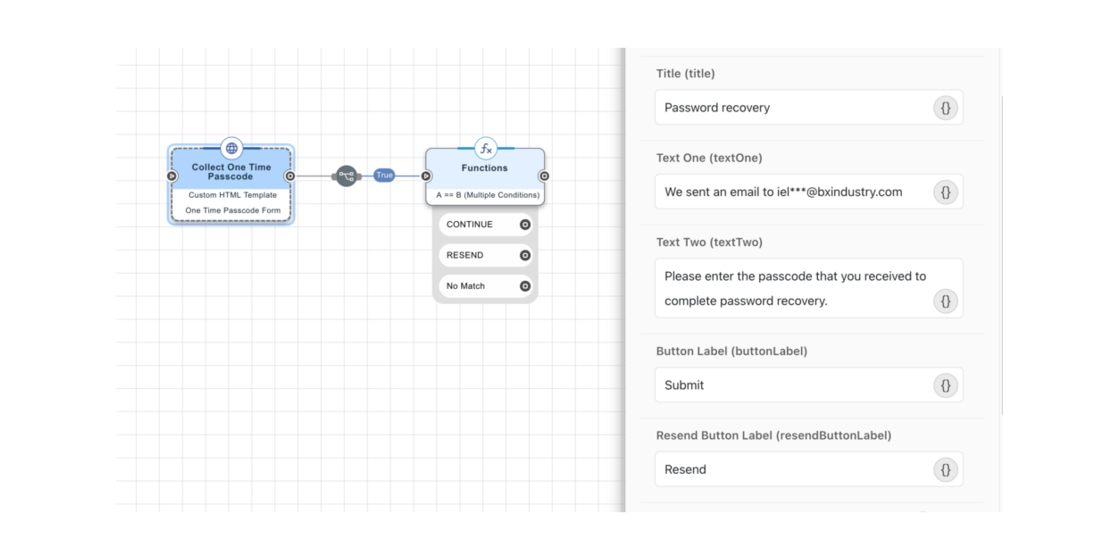 Collect One Time
Passcode
Custom HTML Template
One Time Passcode Form
True
fx
Functions
A == B (Multiple Conditions)
CONTINUE
RESEND
No Match
Title (title)
Password recovery
{}
Text One (textOne)
We sent an email to iel***@bxindustry.com
{}
Text Two (textTwo)
Please enter the passcode that you received to
complete password recovery.
{}
Button Label (buttonLabel)
Submit
{}
Resend Button Label (resendButtonLabel)
Resend
{}